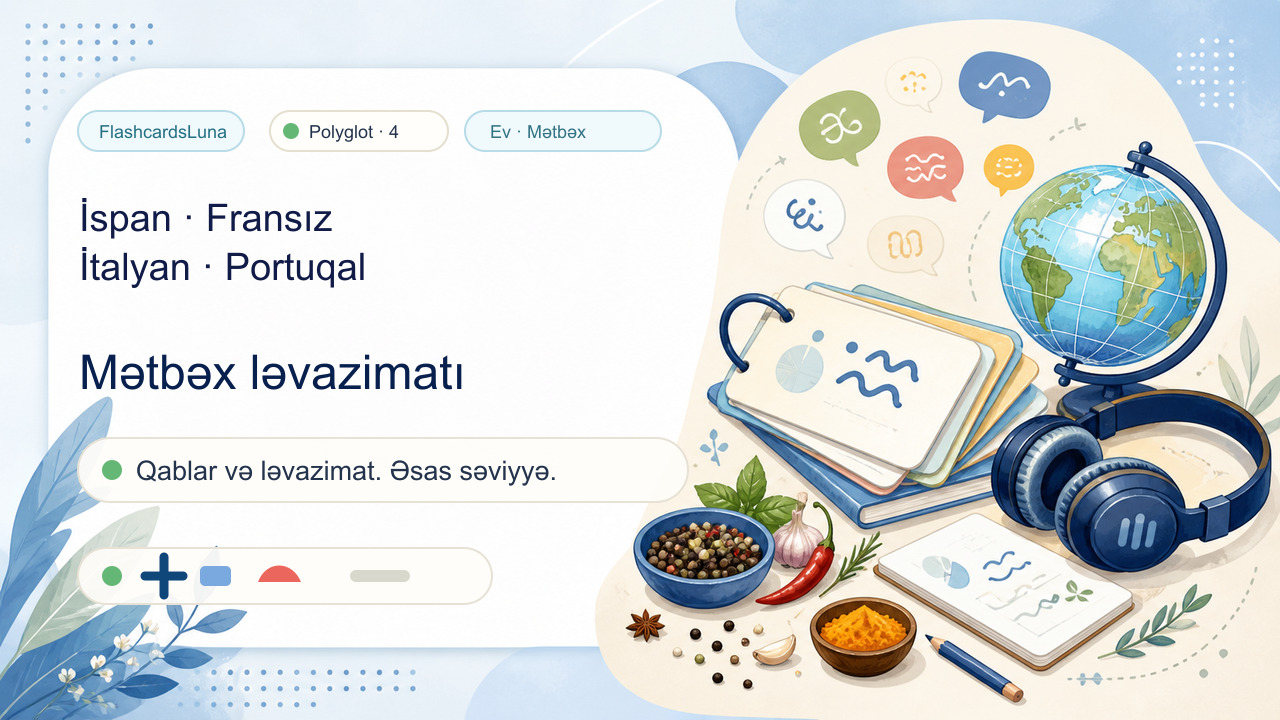 FlashcardsLuna
Polyglot · 4
Ev · Mətbəx
İspan · Fransız
İtalyan · Portuqal
Mətbəx ləvazimatı
Qablar və ləvazimat. Əsas səviyyə.